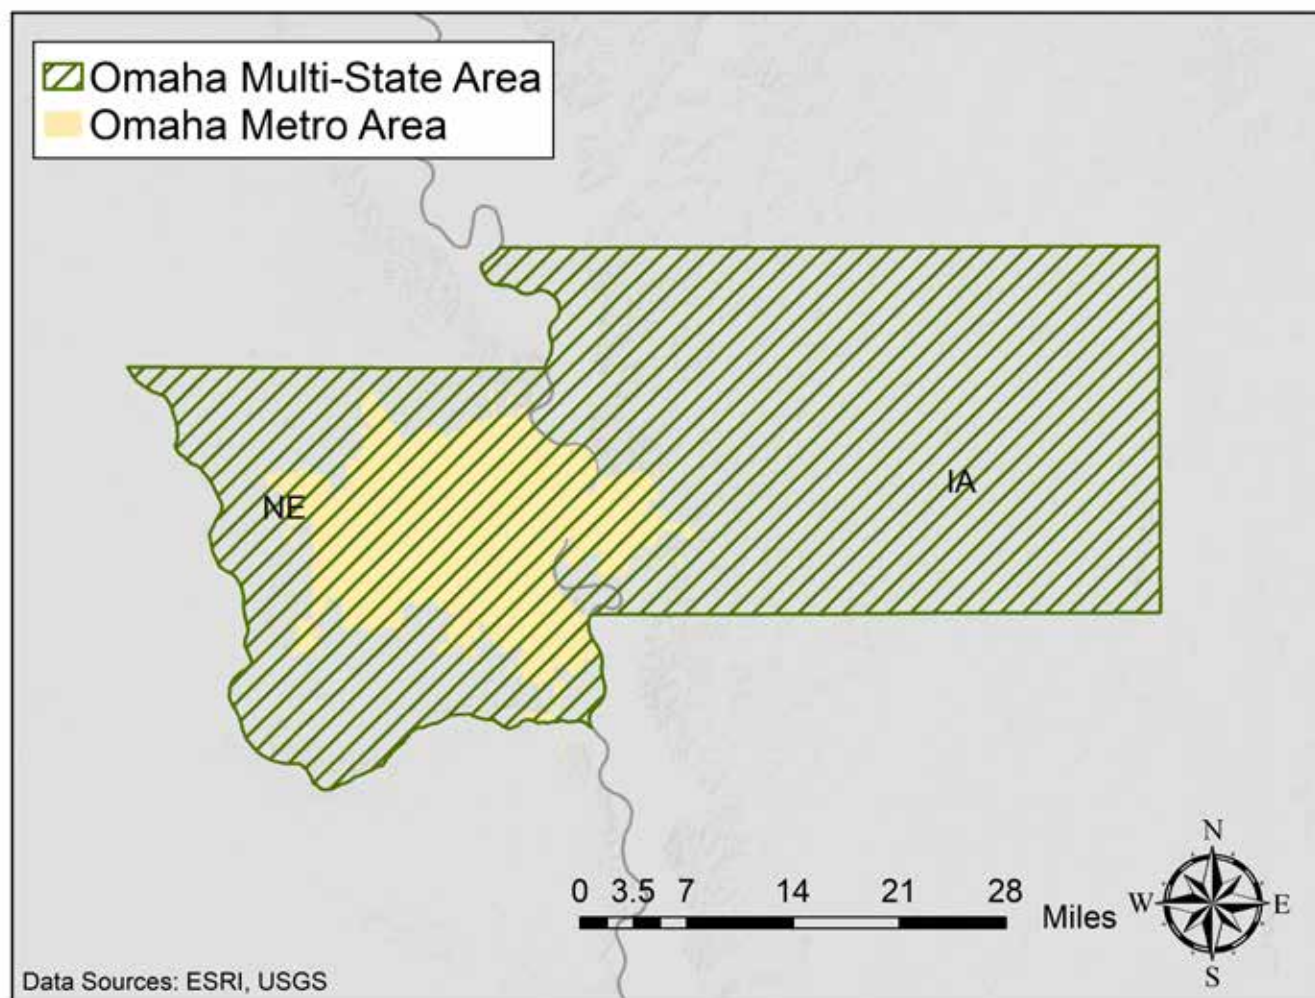 Omaha Multi-State Area
Omaha Metro Area
NE
IA
0 3.5 7 14 21 28
Miles
N
W E
S
Data Sources: ESRI, USGS